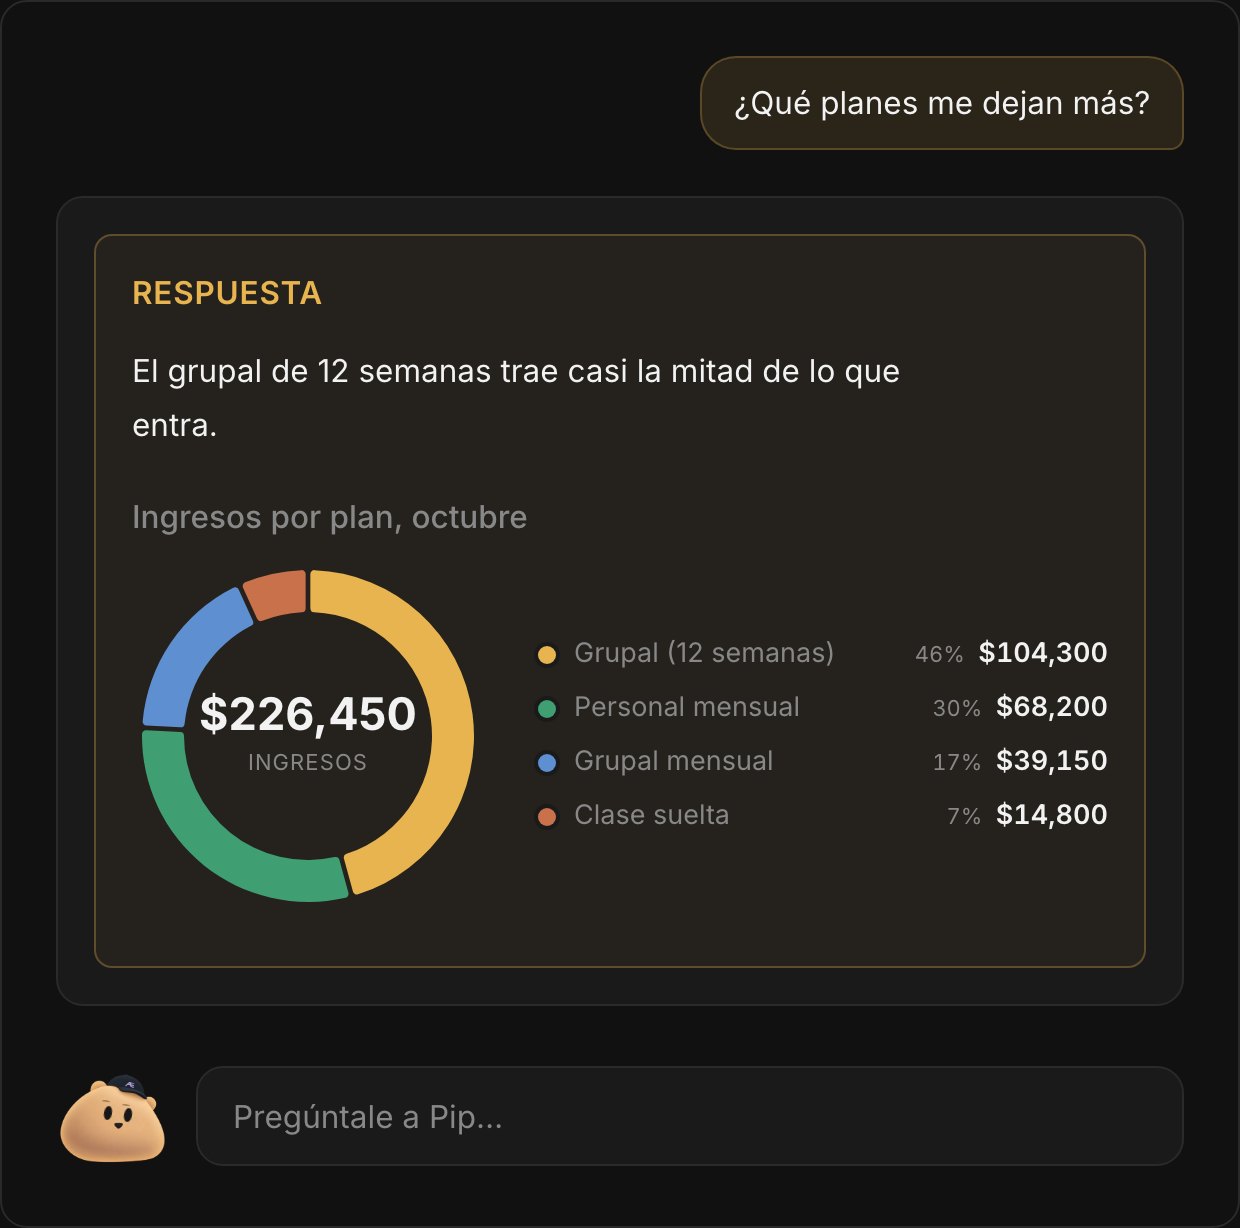 ¿Qué planes me dejan más?
RESPUESTA
El grupal de 12 semanas trae casi la mitad de lo que
entra.
Ingresos por plan, octubre
$226,450
INGRESOS
Grupal (12 semanas) 46% $104,300
Personal mensual 30% $68,200
Grupal mensual 17% $39,150
Clase suelta 7% $14,800
Pregúntale a Pip...